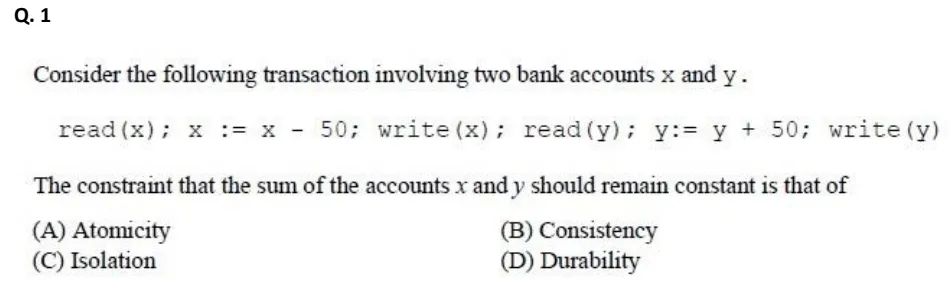 Q. 1
Consider the following transaction involving two bank accounts x and y.
read(x); x := x - 50; write(x); read(y); y:= y + 50; write(y)
The constraint that the sum of the accounts x and y should remain constant is that of
(A) Atomicity (B) Consistency
(C) Isolation (D) Durability